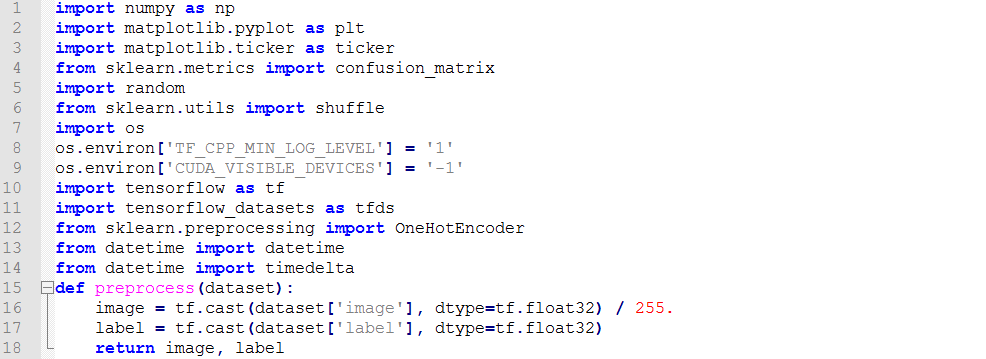 1 import numpy as np
2 import matplotlib.pyplot as plt
3 import matplotlib.ticker as ticker
4 from sklearn.metrics import confusion_matrix
5 import random
6 from sklearn.utils import shuffle
7 import os
8 os.environ['TF_CPP_MIN_LOG_LEVEL'] = '1'
9 os.environ['CUDA_VISIBLE_DEVICES'] = '-1'
10 import tensorflow as tf
11 import tensorflow_datasets as tfds
12 from sklearn.preprocessing import OneHotEncoder
13 from datetime import datetime
14 from datetime import timedelta
15 def preprocess(dataset):
16     image = tf.cast(dataset['image'], dtype=tf.float32) / 255.
17     label = tf.cast(dataset['label'], dtype=tf.float32)
18     return image, label